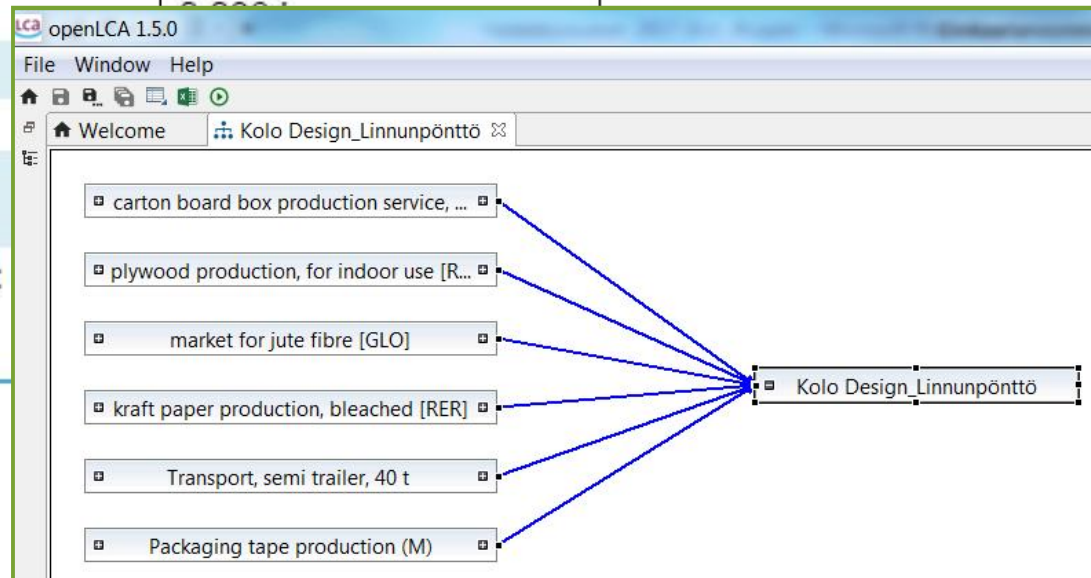 openLCA 1.5.0
File Window Help
Welcome
Kolo Design_Linnunpönttö
carton board box production service, ...
plywood production, for indoor use [R...
market for jute fibre [GLO]
kraft paper production, bleached [RER]
Transport, semi trailer, 40 t
Packaging tape production (M)
Kolo Design_Linnunpönttö